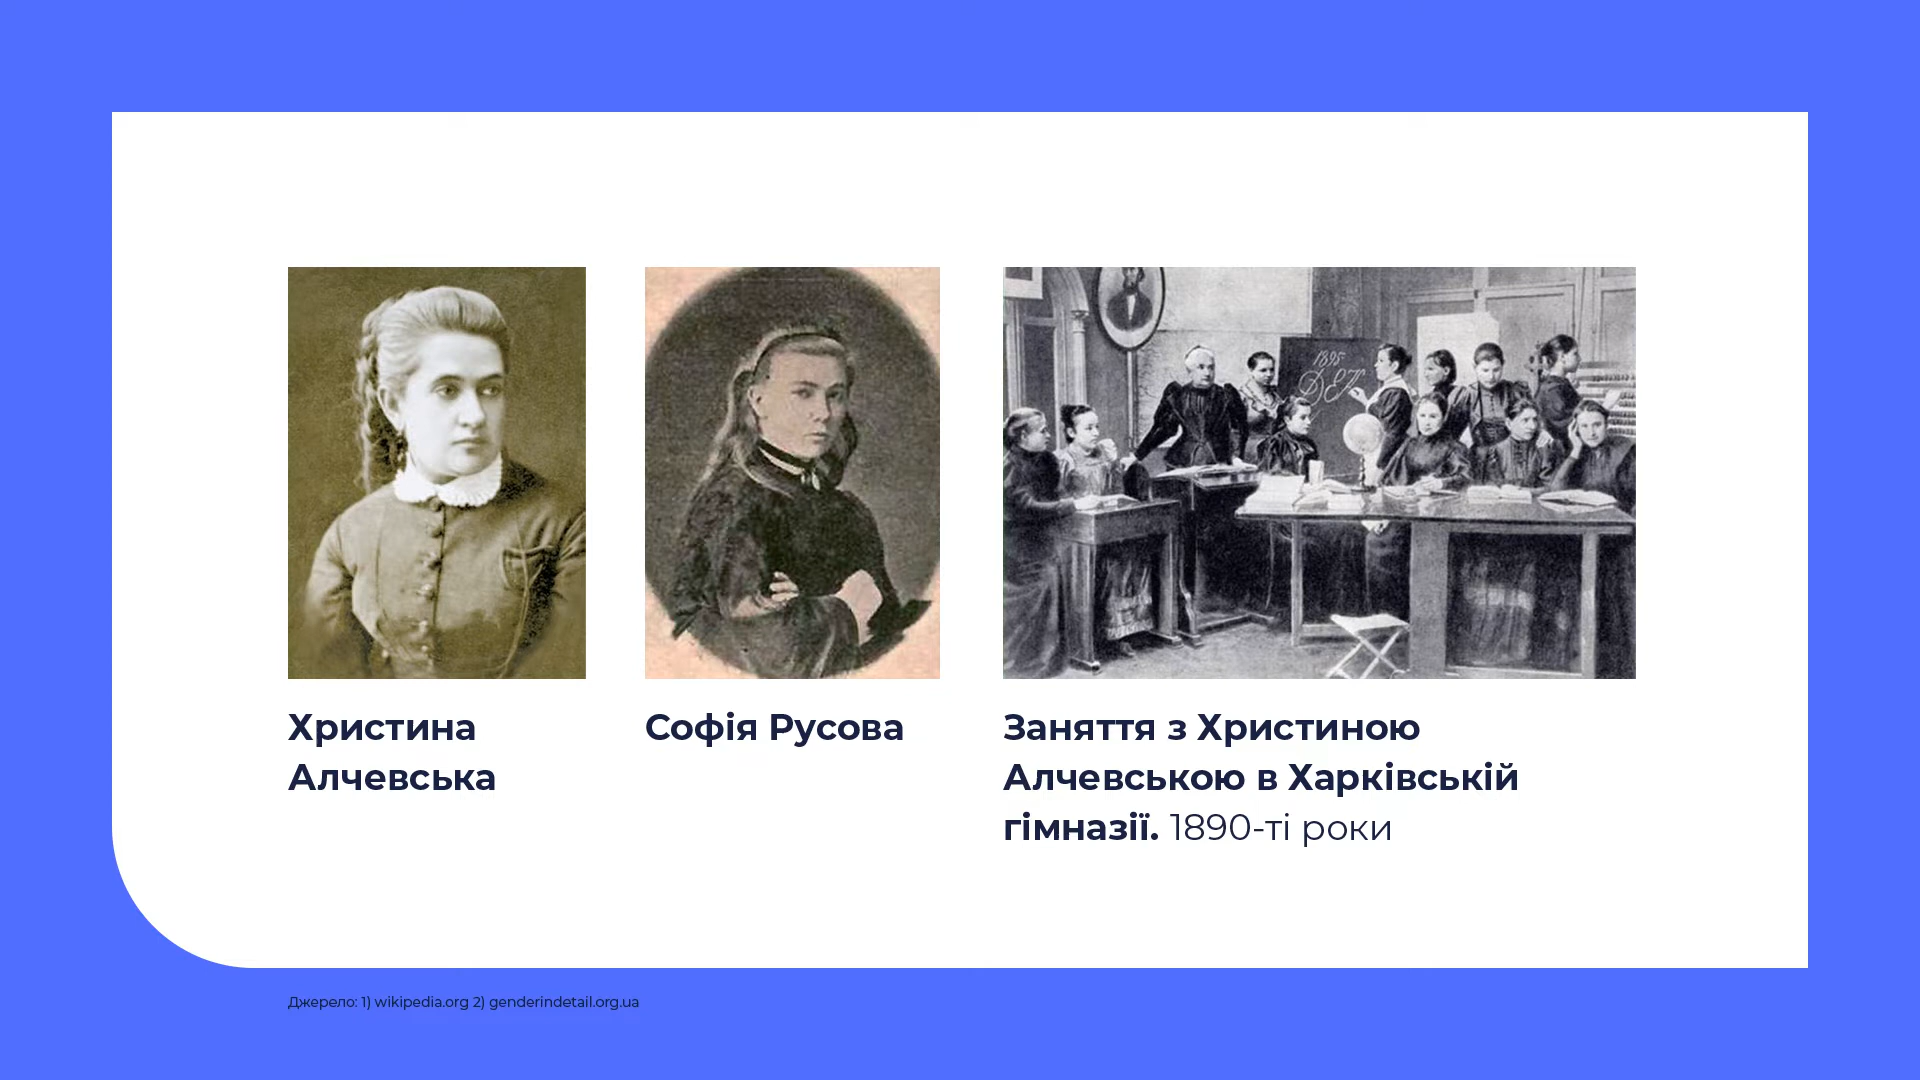 1895
Христина
Алчевська
Софія Русова
Заняття з Христиною
Алчевською в Харківській
гімназії. 1890-ті роки
Джерело: 1) wikipedia.org 2) genderindetail.org.ua